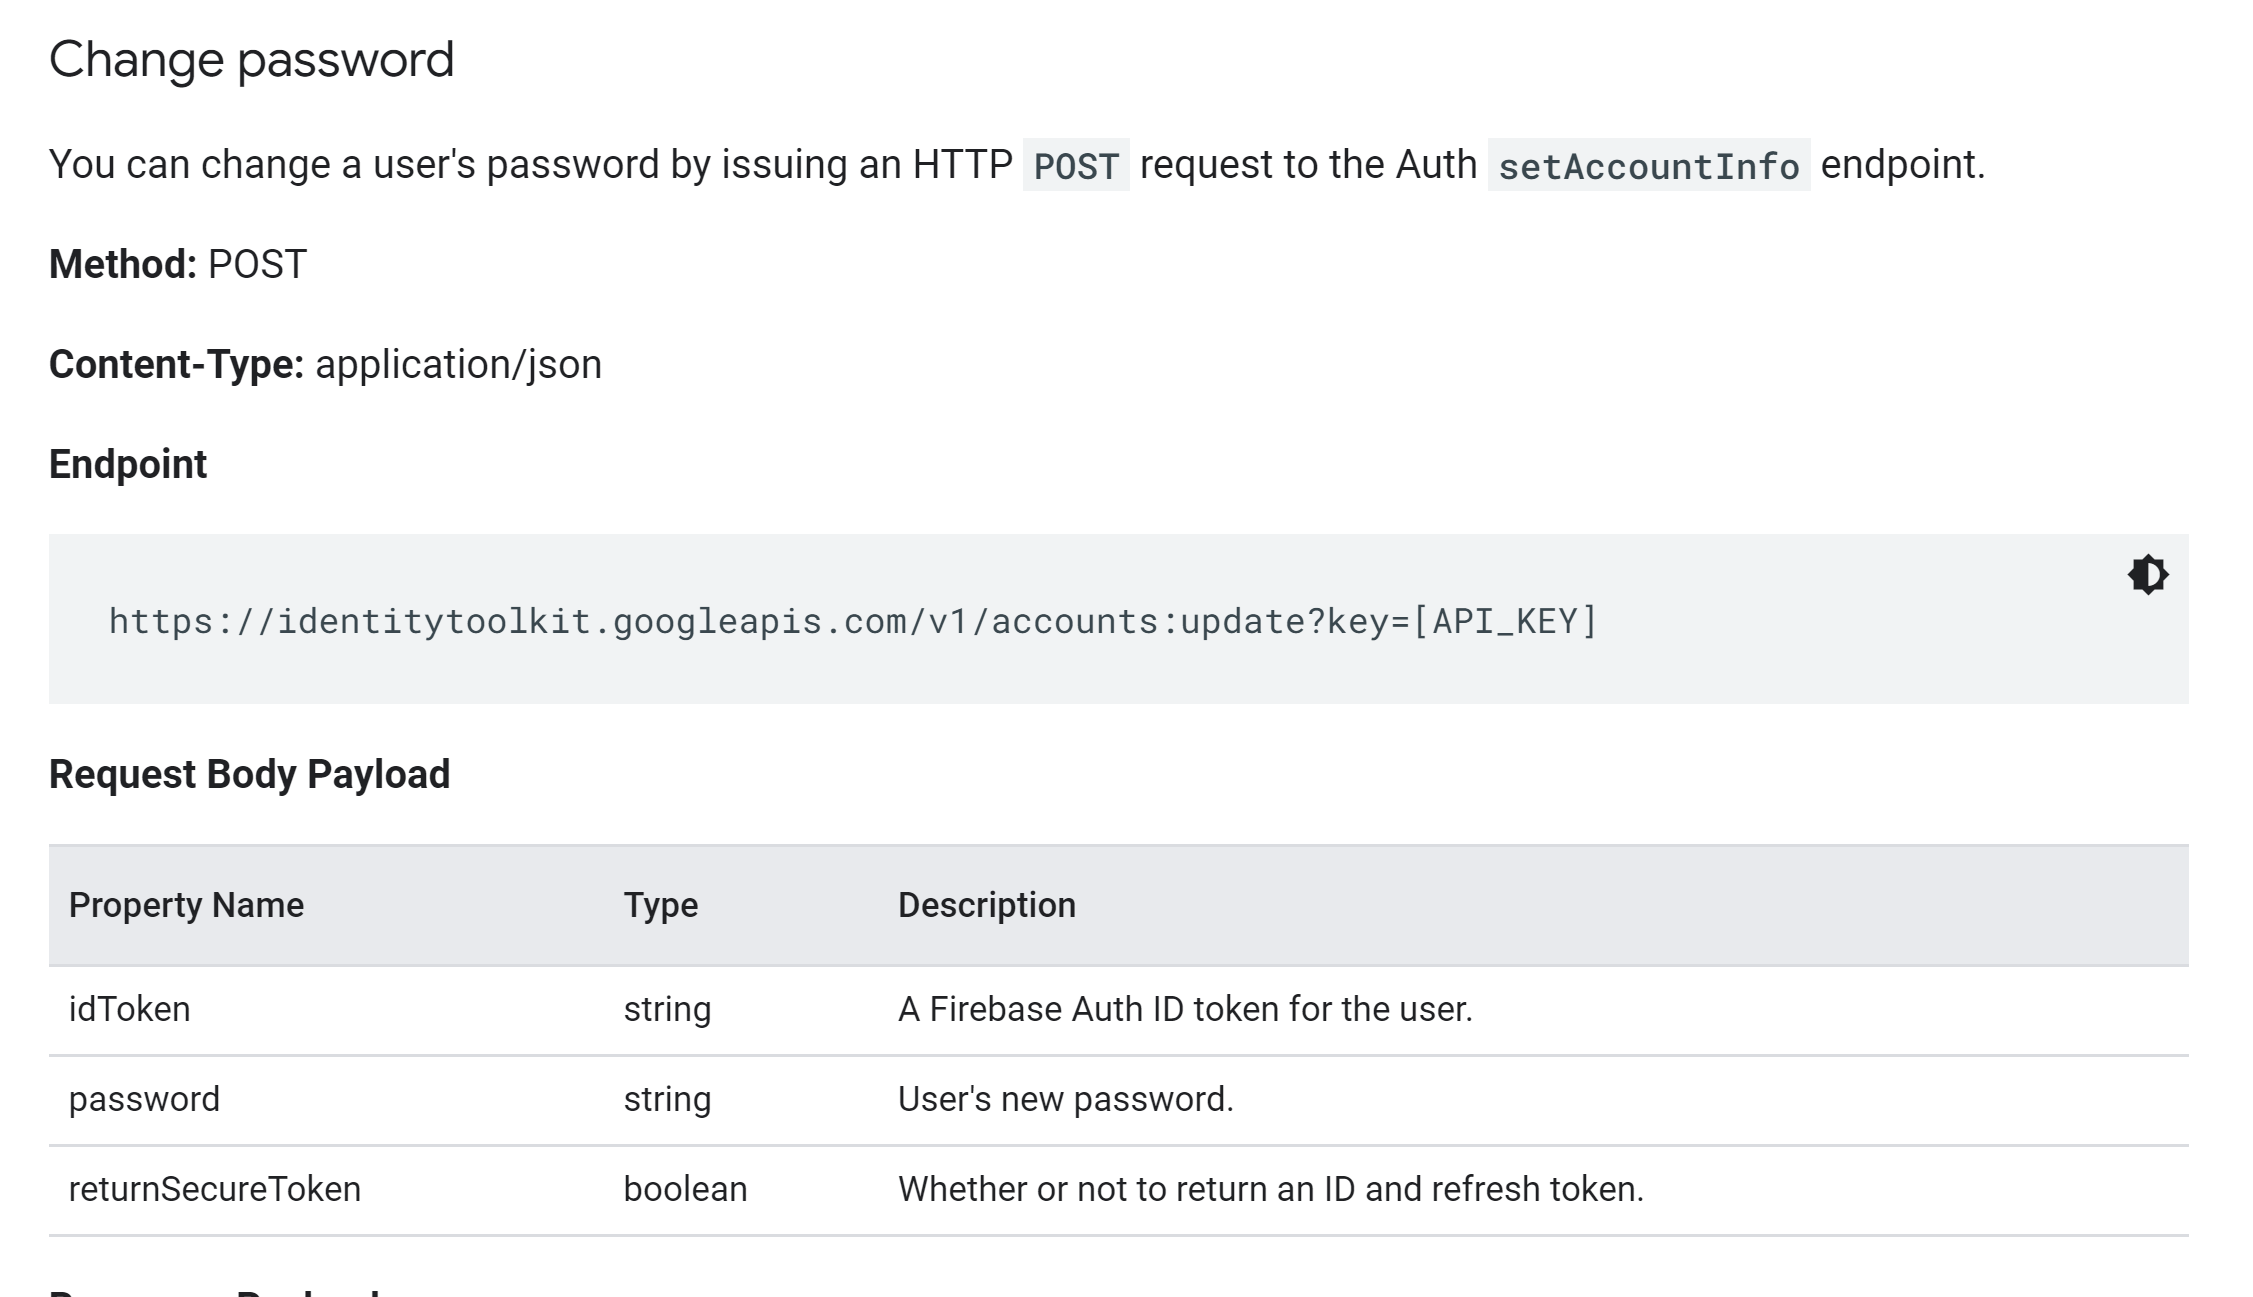 Change password
You can change a user's password by issuing an HTTP POST request to the Auth setAccountInfo endpoint.
Method: POST
Content-Type: application/json
Endpoint
https://identitytoolkit.googleapis.com/v1/accounts:update?key=[API_KEY]
Request Body Payload
Property Name Type Description
idToken string A Firebase Auth ID token for the user.
password string User's new password.
returnSecureToken boolean Whether or not to return an ID and refresh token.